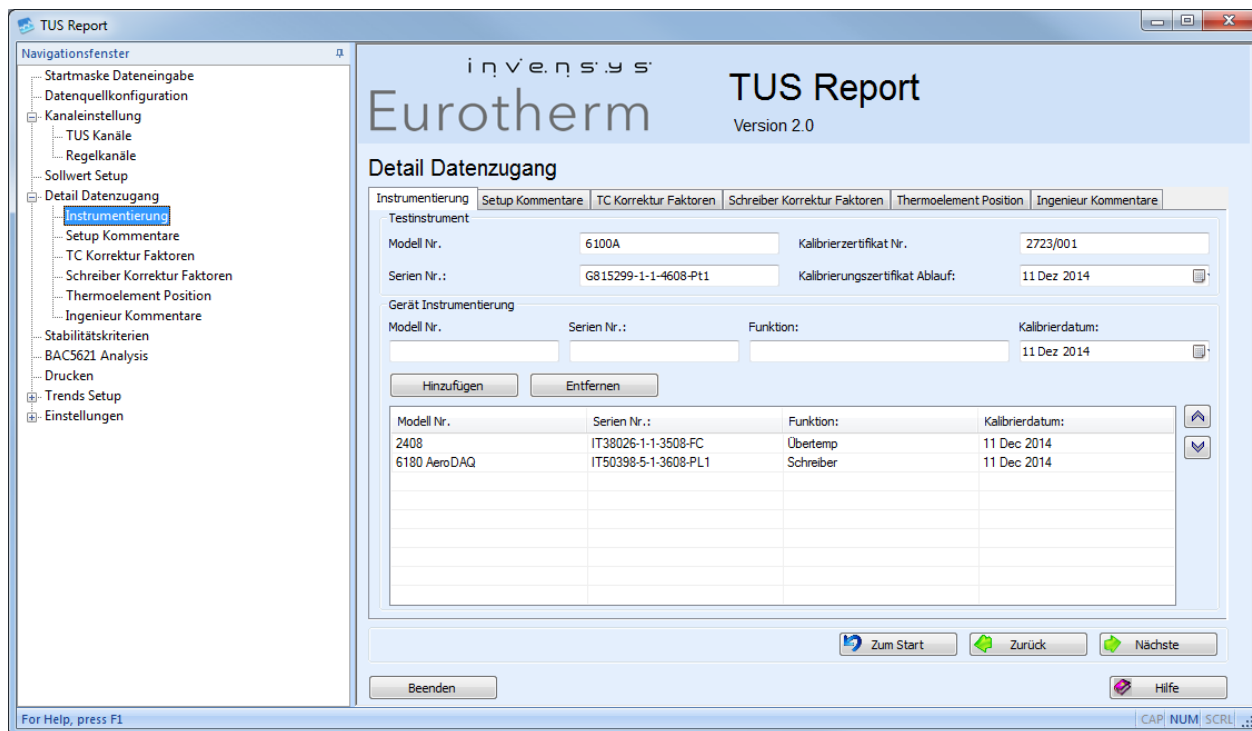 TUS Report
Navigationsfenster
Startmaske Dateneingabe
Datenquellkonfiguration
Kanaleinstellung
TUS Kanäle
Regelkanäle
Sollwert Setup
Detail Datenzugang
Instrumentierung
Setup Kommentare
TC Korrektur Faktoren
Schreiber Korrektur Faktoren
Thermoelement Position
Ingenieur Kommentare
Stabilitätskriterien
BAC5621 Analysis
Drucken
Trends Setup
Einstellungen
invensys
Eurotherm
TUS Report
Version 2.0
Detail Datenzugang
Instrumentierung Setup Kommentare TC Korrektur Faktoren Schreiber Korrektur Faktoren Thermoelement Position Ingenieur Kommentare
Testinstrument
Modell Nr. 6100A Kalibrierzertifikat Nr. 2723/001
Serien Nr.: G815299-1-1-4608-Pt1 Kalibrierungszertifikat Ablauf: 11 Dez 2014
Gerät Instrumentierung
Modell Nr. Serien Nr.: Funktion: Kalibrierdatum:
11 Dez 2014
Hinzufügen Entfernen
Modell Nr. Serien Nr.: Funktion: Kalibrierdatum:
2408 IT38026-1-1-3508-FC Übertemp 11 Dec 2014
6180 AeroDAQ IT50398-5-1-3608-PL1 Schreiber 11 Dec 2014
Zum Start Zurück Nächste
Beenden Hilfe
For Help, press F1 CAP NUM SCRL